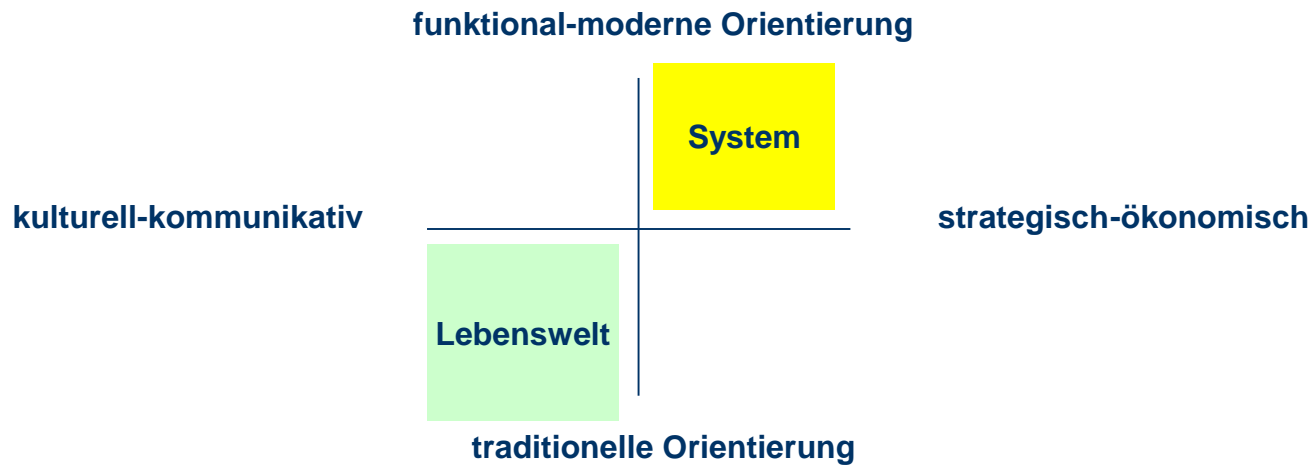 funktional-moderne Orientierung
System
kulturell-kommunikativ
strategisch-ökonomisch
Lebenswelt
traditionelle Orientierung